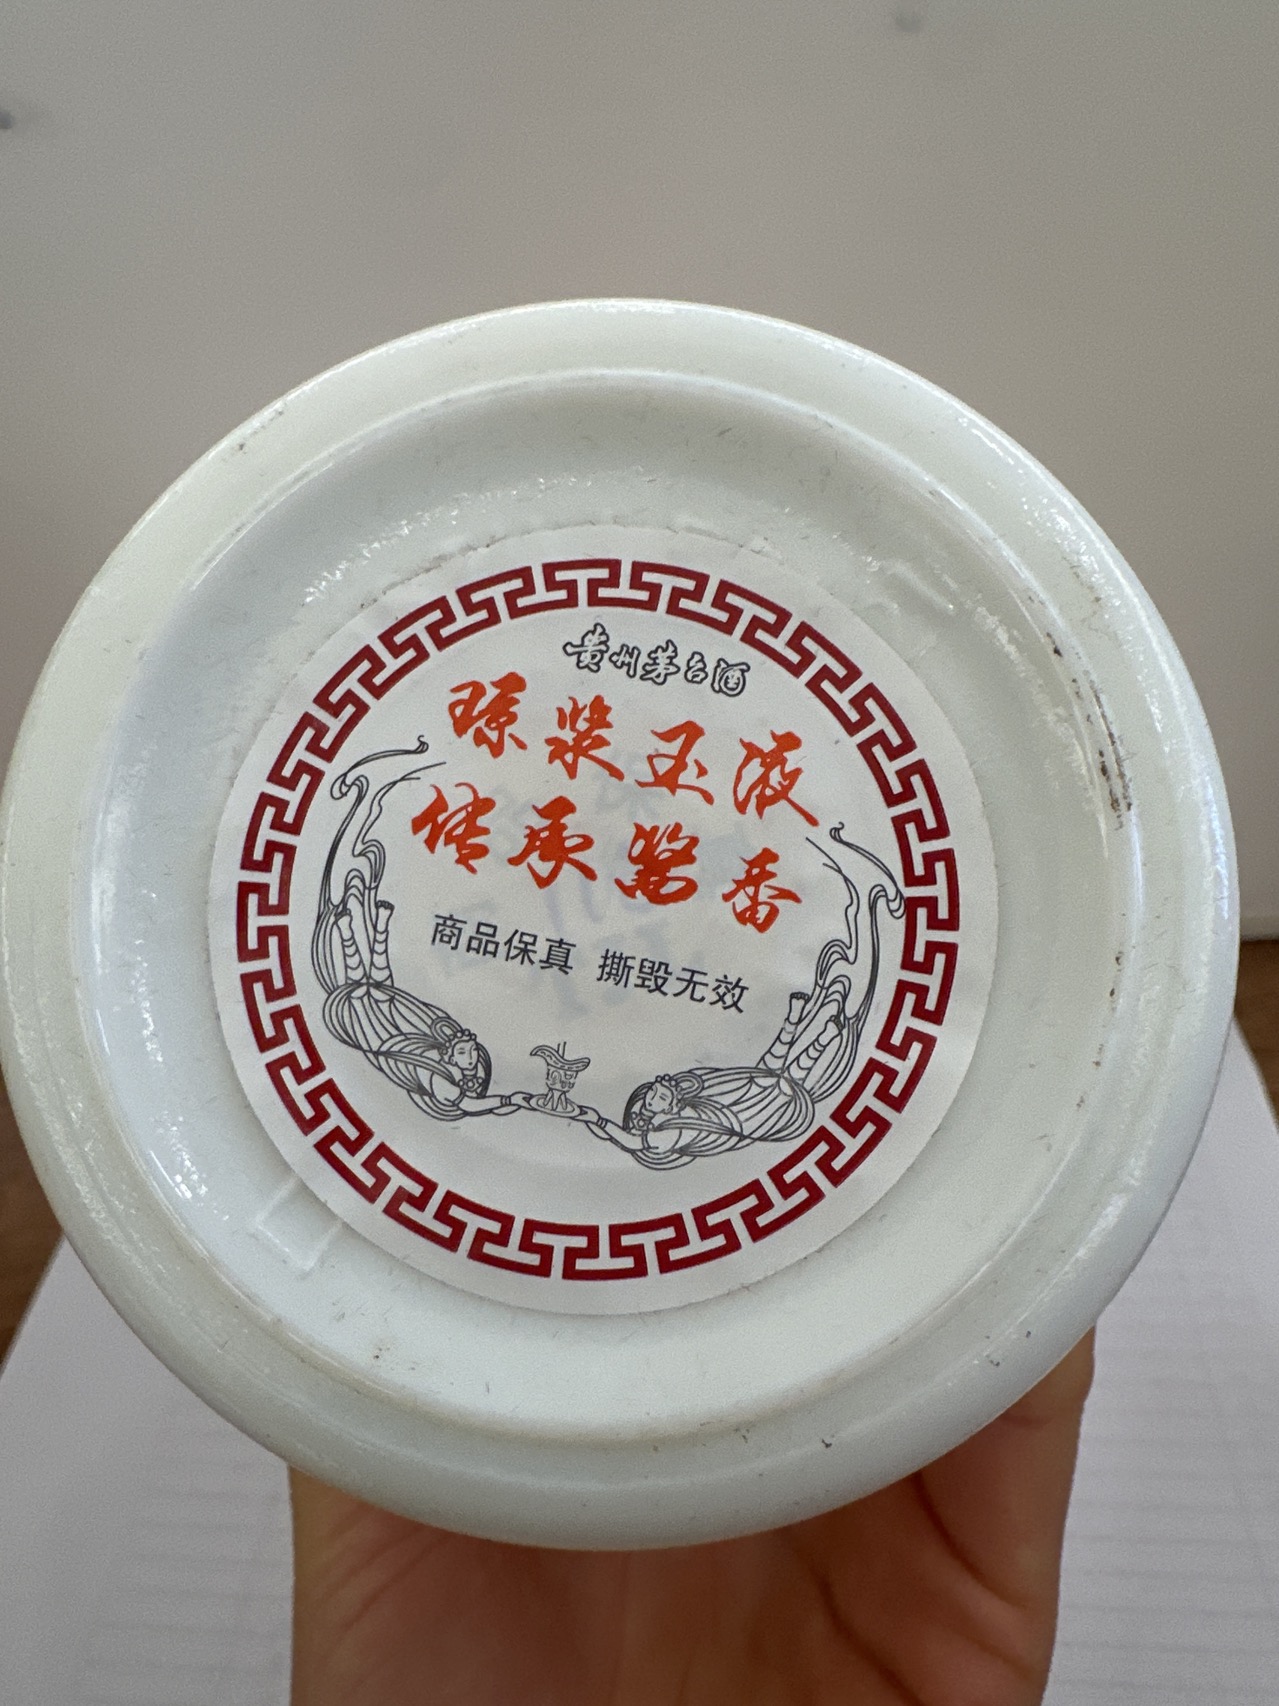 贵州茅台酒
琼浆玉液
传承酱香
商品保真 撕毁无效